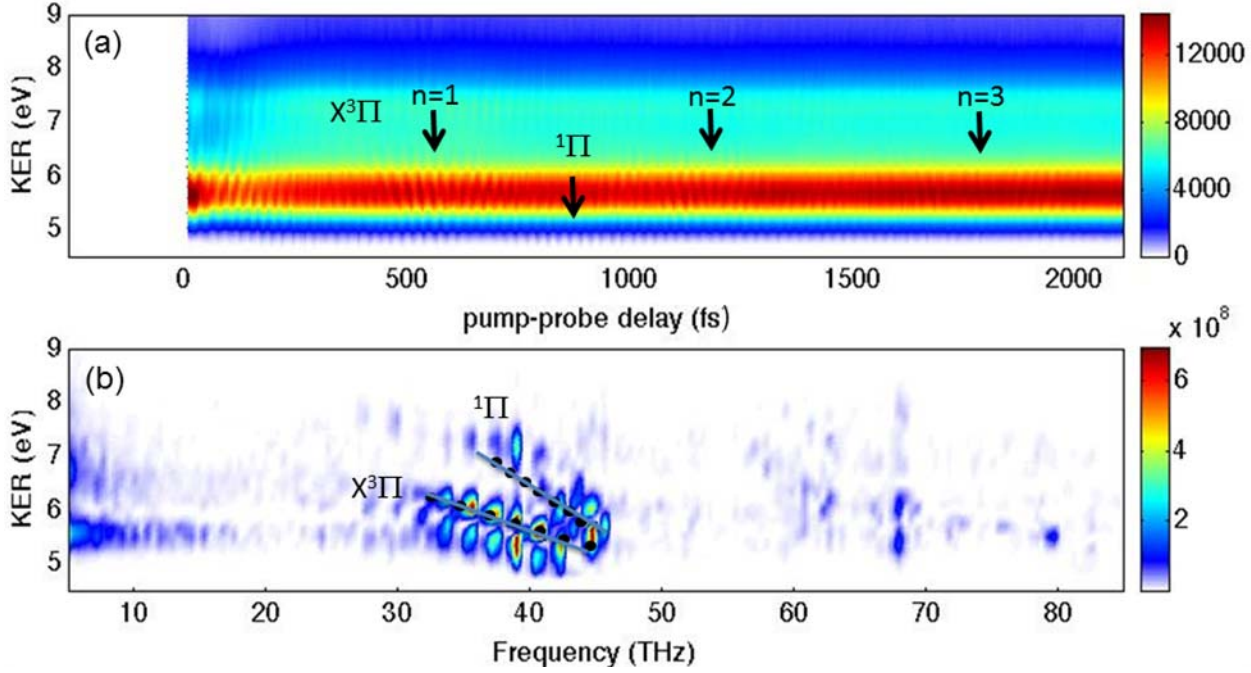 (a)
KER (eV)
9
8
7
6
5
X³Π
n=1
¹Π
n=2
n=3
0
500
1000
1500
2000
pump-probe delay (fs)
12000
8000
4000
0
(b)
KER (eV)
9
8
7
6
5
¹Π
X³Π
10
20
30
40
50
60
70
80
Frequency (THz)
x 10⁸
6
4
2